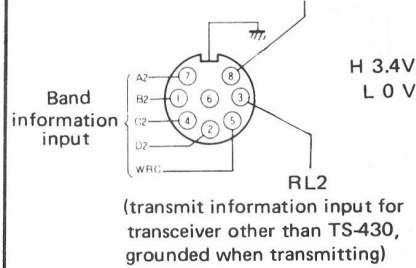 H 3.4V
L 0 V
Band
information
input
A2
B2
C2
D2
WRC
7
8
1
6
3
4
2
5
RL2
(transmit information input for
transceiver other than TS-430,
grounded when transmitting)